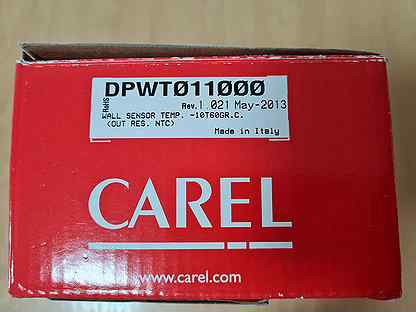 DPWT011000
Rev.1.021 May-2013
RoHS
WALL SENSOR TEMP. -10T60GR.C.
(OUT RES. NTC)
Made in Italy
CAREL
www.carel.com